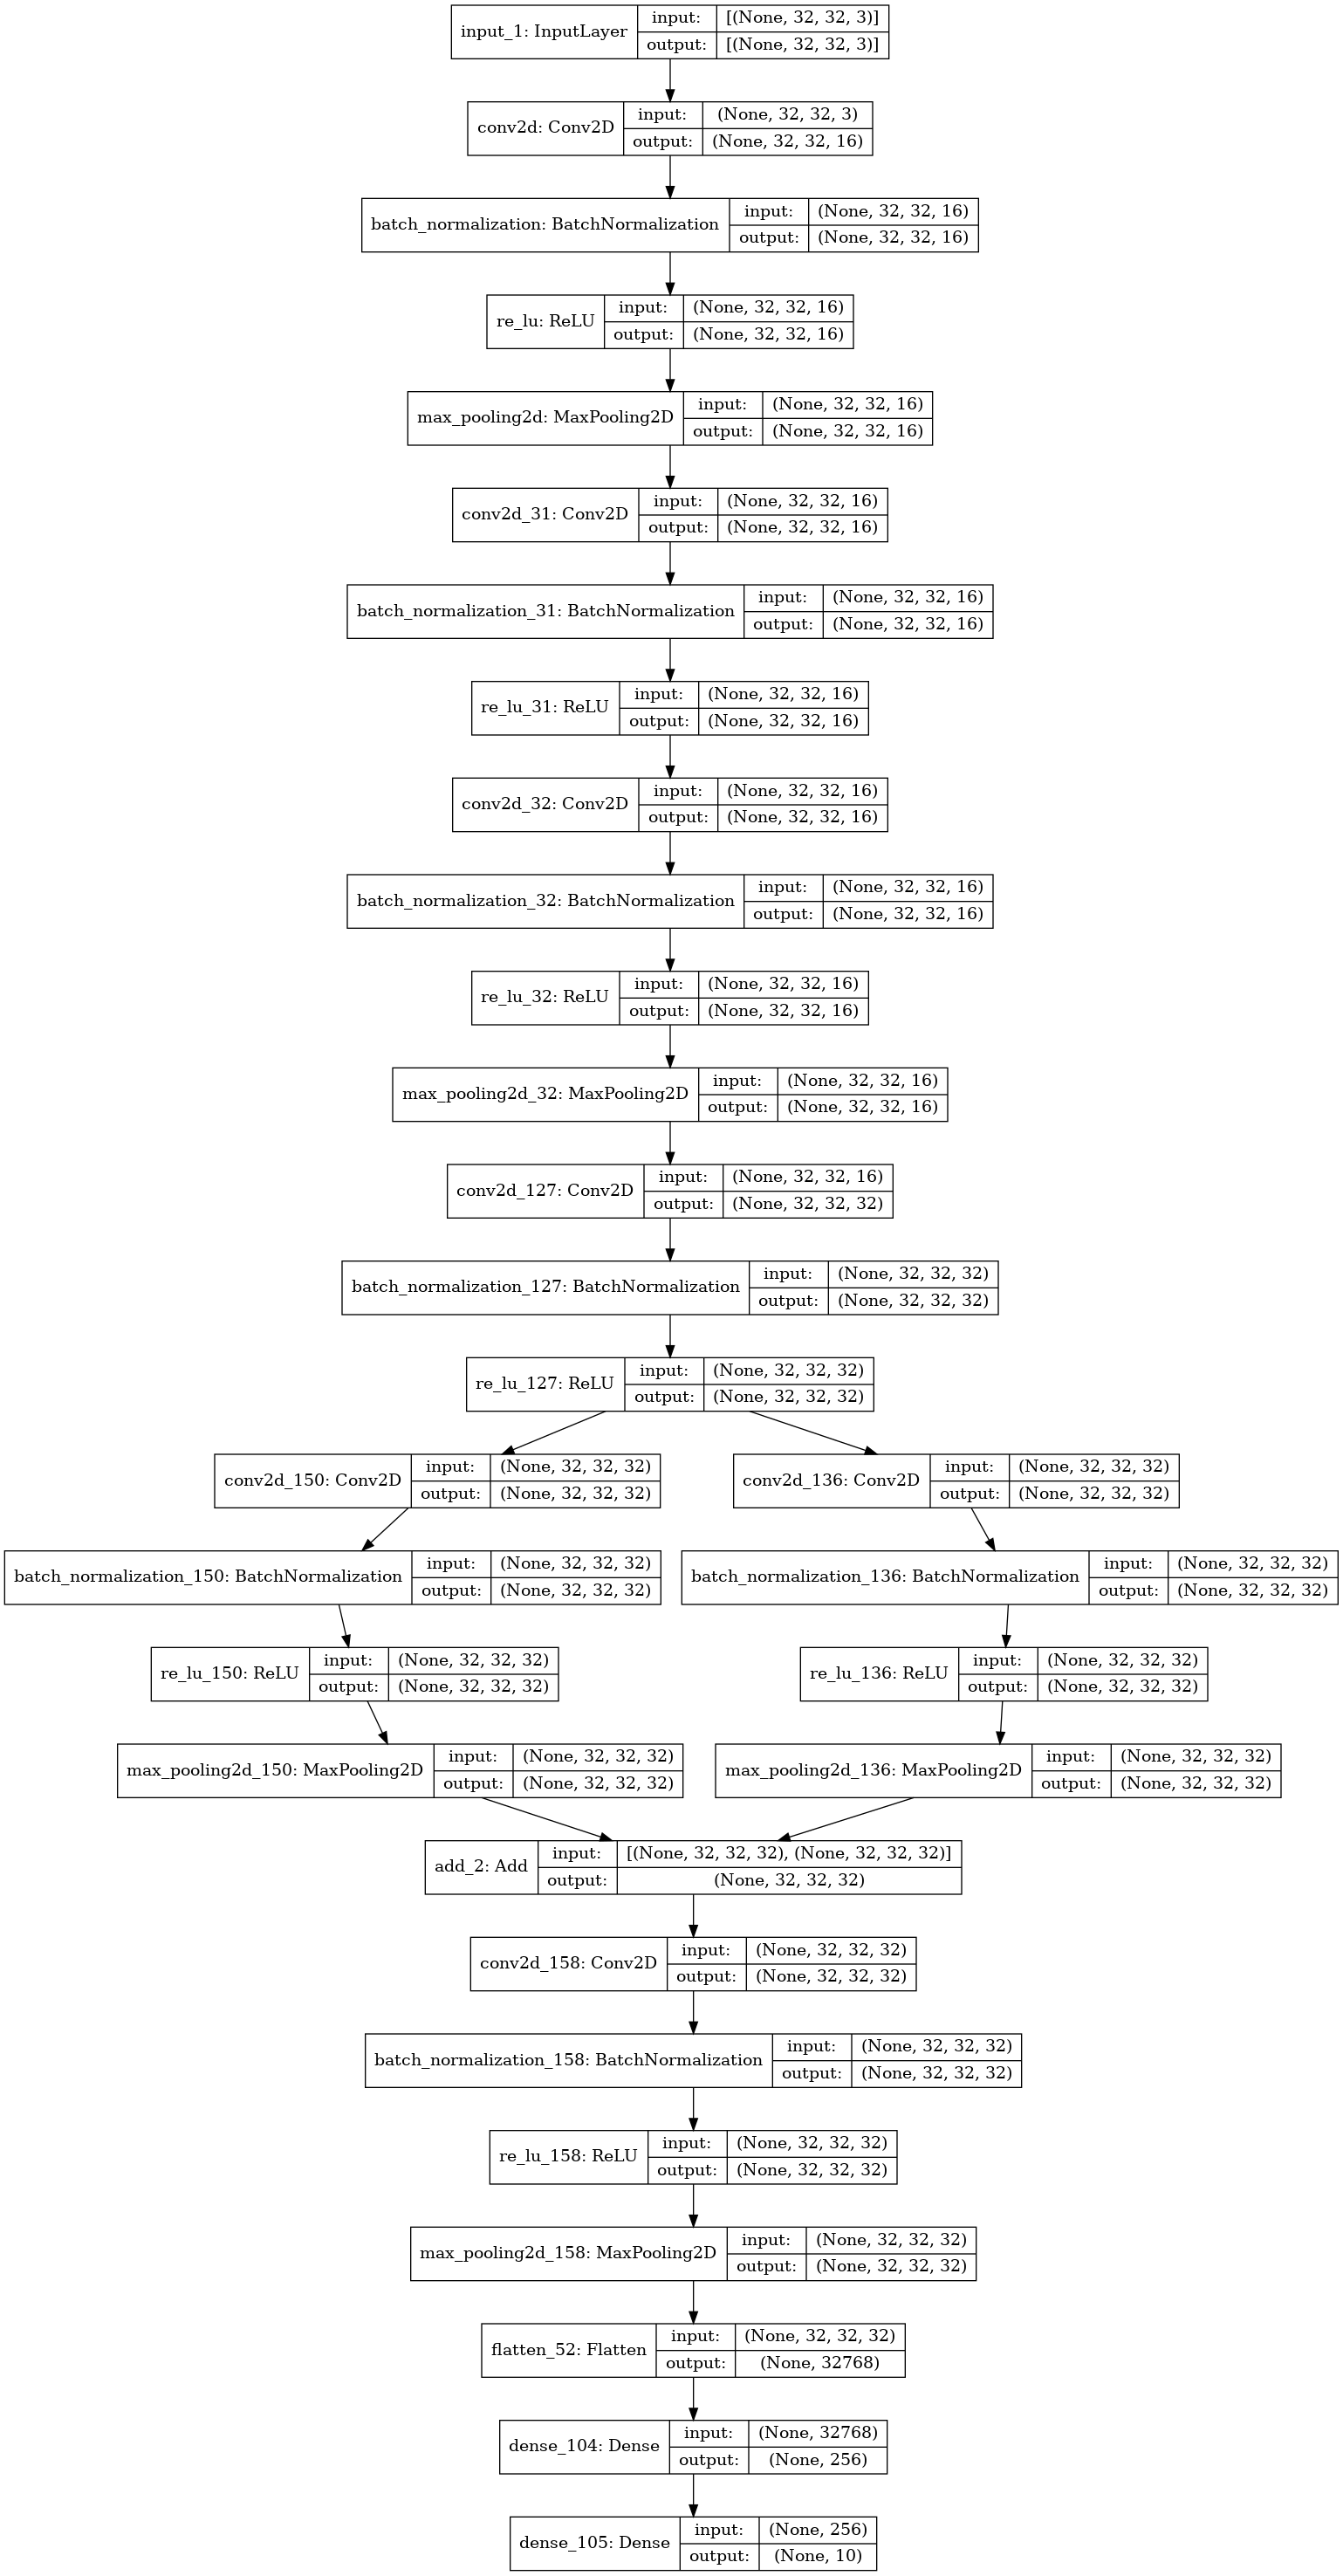 input_1: InputLayer
input: [(None, 32, 32, 3)]
output: [(None, 32, 32, 3)]
conv2d: Conv2D
input: (None, 32, 32, 3)
output: (None, 32, 32, 16)
batch_normalization: BatchNormalization
input: (None, 32, 32, 16)
output: (None, 32, 32, 16)
re_lu: ReLU
input: (None, 32, 32, 16)
output: (None, 32, 32, 16)
max_pooling2d: MaxPooling2D
input: (None, 32, 32, 16)
output: (None, 32, 32, 16)
conv2d_31: Conv2D
input: (None, 32, 32, 16)
output: (None, 32, 32, 16)
batch_normalization_31: BatchNormalization
input: (None, 32, 32, 16)
output: (None, 32, 32, 16)
re_lu_31: ReLU
input: (None, 32, 32, 16)
output: (None, 32, 32, 16)
conv2d_32: Conv2D
input: (None, 32, 32, 16)
output: (None, 32, 32, 16)
batch_normalization_32: BatchNormalization
input: (None, 32, 32, 16)
output: (None, 32, 32, 16)
re_lu_32: ReLU
input: (None, 32, 32, 16)
output: (None, 32, 32, 16)
max_pooling2d_32: MaxPooling2D
input: (None, 32, 32, 16)
output: (None, 32, 32, 16)
conv2d_127: Conv2D
input: (None, 32, 32, 16)
output: (None, 32, 32, 32)
batch_normalization_127: BatchNormalization
input: (None, 32, 32, 32)
output: (None, 32, 32, 32)
re_lu_127: ReLU
input: (None, 32, 32, 32)
output: (None, 32, 32, 32)
conv2d_150: Conv2D
input: (None, 32, 32, 32)
output: (None, 32, 32, 32)
conv2d_136: Conv2D
input: (None, 32, 32, 32)
output: (None, 32, 32, 32)
batch_normalization_150: BatchNormalization
input: (None, 32, 32, 32)
output: (None, 32, 32, 32)
batch_normalization_136: BatchNormalization
input: (None, 32, 32, 32)
output: (None, 32, 32, 32)
re_lu_150: ReLU
input: (None, 32, 32, 32)
output: (None, 32, 32, 32)
re_lu_136: ReLU
input: (None, 32, 32, 32)
output: (None, 32, 32, 32)
max_pooling2d_150: MaxPooling2D
input: (None, 32, 32, 32)
output: (None, 32, 32, 32)
max_pooling2d_136: MaxPooling2D
input: (None, 32, 32, 32)
output: (None, 32, 32, 32)
add_2: Add
input: [(None, 32, 32, 32), (None, 32, 32, 32)]
output: (None, 32, 32, 32)
conv2d_158: Conv2D
input: (None, 32, 32, 32)
output: (None, 32, 32, 32)
batch_normalization_158: BatchNormalization
input: (None, 32, 32, 32)
output: (None, 32, 32, 32)
re_lu_158: ReLU
input: (None, 32, 32, 32)
output: (None, 32, 32, 32)
max_pooling2d_158: MaxPooling2D
input: (None, 32, 32, 32)
output: (None, 32, 32, 32)
flatten_52: Flatten
input: (None, 32, 32, 32)
output: (None, 32768)
dense_104: Dense
input: (None, 32768)
output: (None, 256)
dense_105: Dense
input: (None, 256)
output: (None, 10)